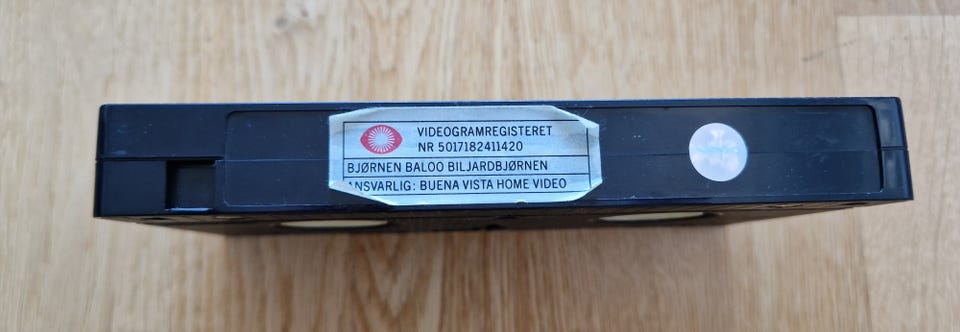 VIDEOGRAMREGISTERET
NR 5017182411420
BJØRNEN BALOO BILJARDBJØRNEN
ANSVARLIG: BUENA VISTA HOME VIDEO